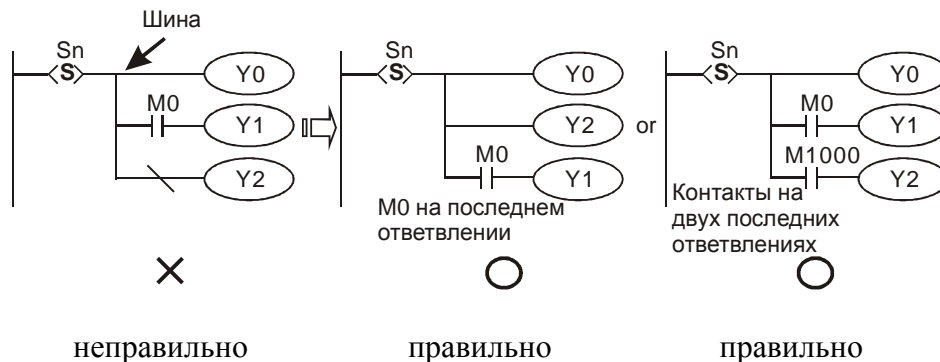 Шина
Sn
S
Y0
M0
Y1
Y2
Sn
S
Y0
Y2
M0
Y1
M0 на последнем
ответвлении
or
Sn
S
Y0
M0
Y1
M1000
Y2
Контакты на
двух последних
ответвлениях
неправильно
правильно
правильно